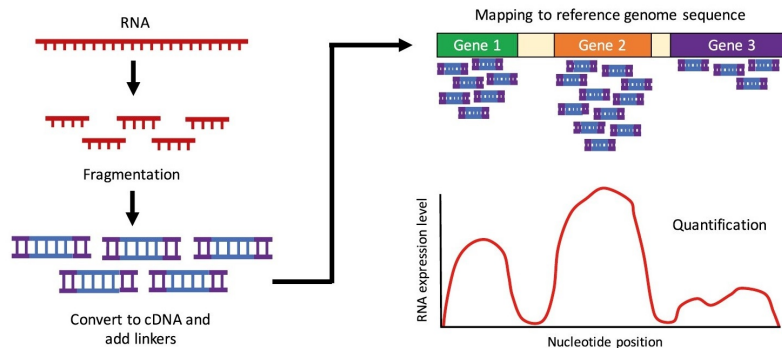 RNA
Fragmentation
Convert to cDNA and
add linkers
Mapping to reference genome sequence
Gene 1
Gene 2
Gene 3
Quantification
RNA expression level
Nucleotide position